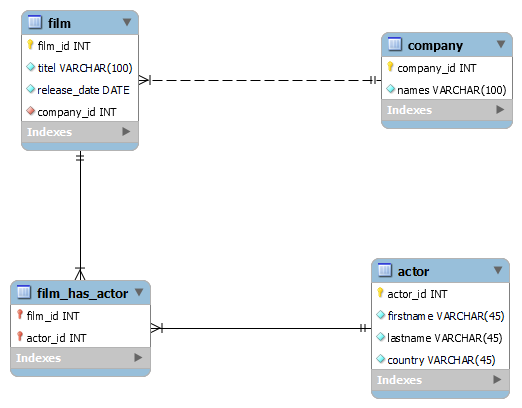 film
film_id INT
titel VARCHAR(100)
release_date DATE
company_id INT
Indexes
company
company_id INT
names VARCHAR(100)
Indexes
film_has_actor
film_id INT
actor_id INT
Indexes
actor
actor_id INT
firstname VARCHAR(45)
lastname VARCHAR(45)
country VARCHAR(45)
Indexes